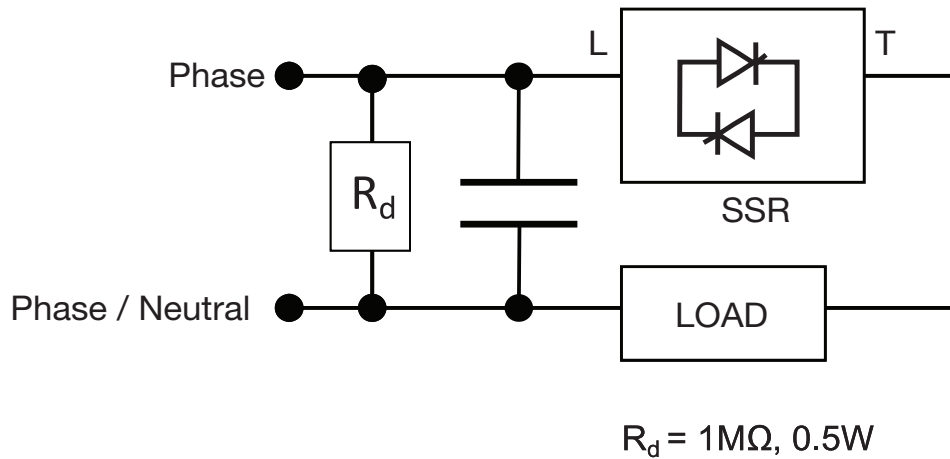 L
T
Phase
Rd
SSR
Phase / Neutral
LOAD
Rd = 1MΩ, 0.5W